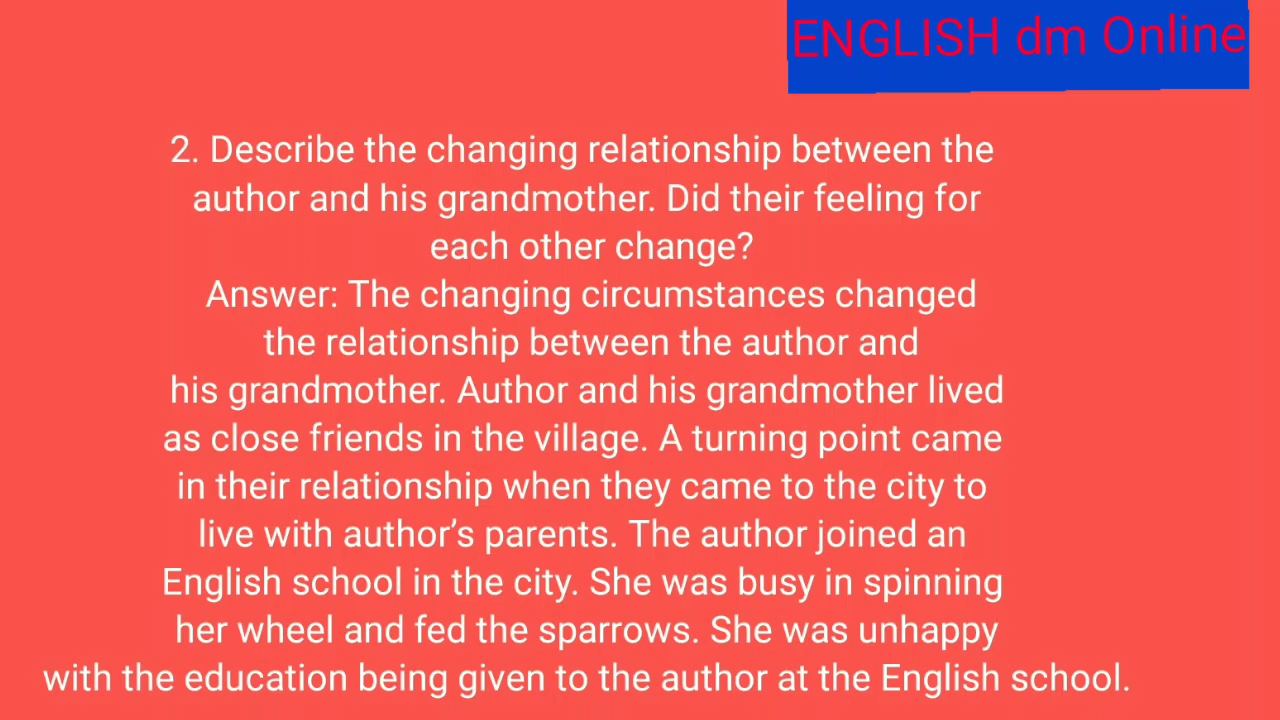 ENGLISH dm Online
2. Describe the changing relationship between the
author and his grandmother. Did their feeling for
each other change?
Answer: The changing circumstances changed
the relationship between the author and
his grandmother. Author and his grandmother lived
as close friends in the village. A turning point came
in their relationship when they came to the city to
live with author’s parents. The author joined an
English school in the city. She was busy in spinning
her wheel and fed the sparrows. She was unhappy
with the education being given to the author at the English school.